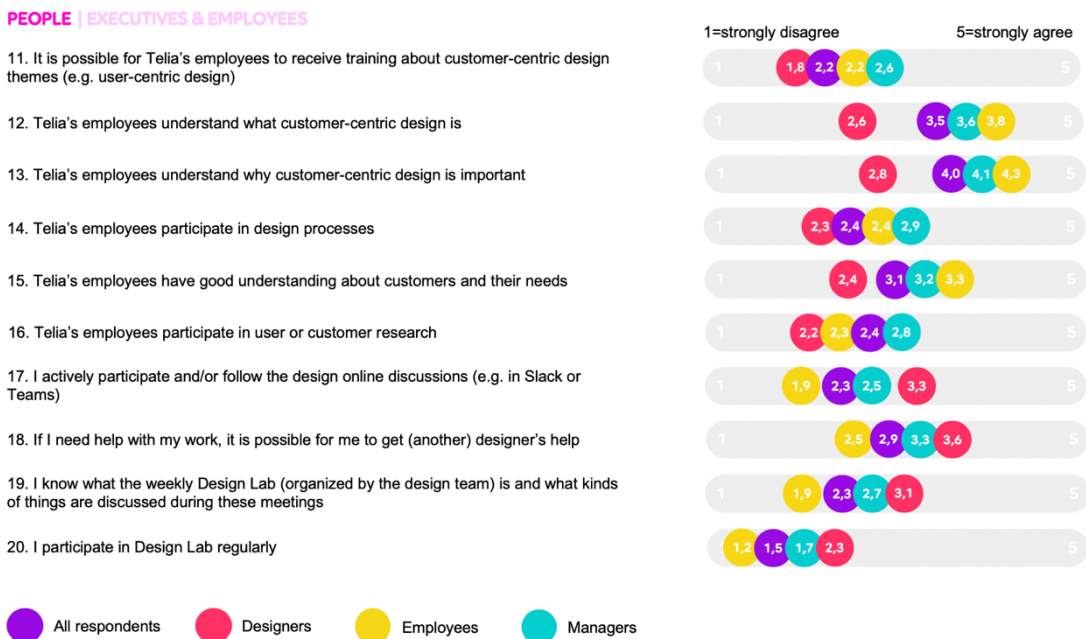 PEOPLE | EXECUTIVES & EMPLOYEES
1=strongly disagree 5=strongly agree
11. It is possible for Telia's employees to receive training about customer-centric design
themes (e.g. user-centric design)
1 1,8 2,2 2,2 2,6 5
12. Telia's employees understand what customer-centric design is
1 2,6 3,5 3,6 3,8 5
13. Telia's employees understand why customer-centric design is important
1 2,8 4,0 4,1 4,3 5
14. Telia's employees participate in design processes
1 2,3 2,4 2,4 2,9 5
15. Telia's employees have good understanding about customers and their needs
1 2,4 3,1 3,2 3,3 5
16. Telia's employees participate in user or customer research
1 2,2 2,3 2,4 2,8 5
17. I actively participate and/or follow the design online discussions (e.g. in Slack or
Teams)
1 1,9 2,3 2,5 3,3 5
18. If I need help with my work, it is possible for me to get (another) designer's help
1 2,5 2,9 3,3 3,6 5
19. I know what the weekly Design Lab (organized by the design team) is and what kinds
of things are discussed during these meetings
1 1,9 2,3 2,7 3,1 5
20. I participate in Design Lab regularly
1 1,2 1,5 1,7 2,3 5
All respondents Designers Employees Managers